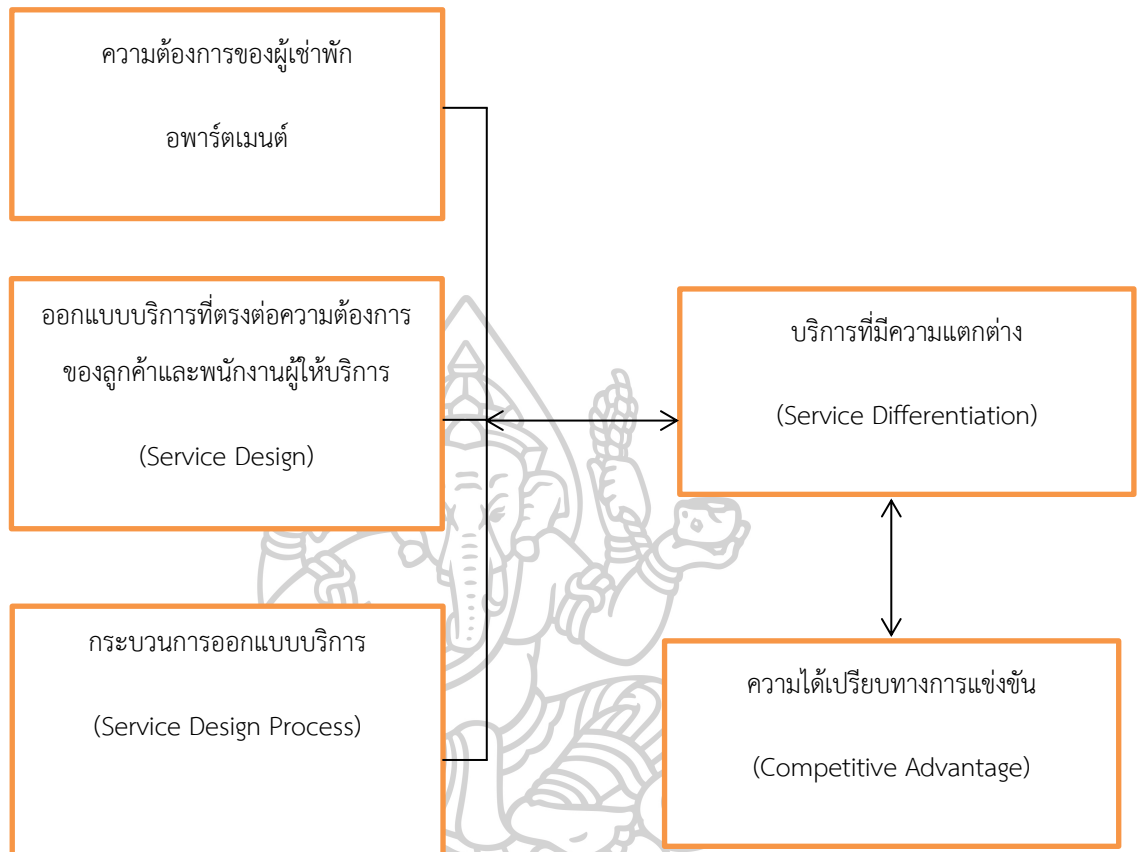 ความต้องการของผู้เช่าพัก
อพาร์ตเมนต์
ออกแบบบริการที่ตรงต่อความต้องการ
ของลูกค้าและพนักงานผู้ให้บริการ
(Service Design)
กระบวนการออกแบบบริการ
(Service Design Process)
บริการที่มีความแตกต่าง
(Service Differentiation)
ความได้เปรียบทางการแข่งขัน
(Competitive Advantage)